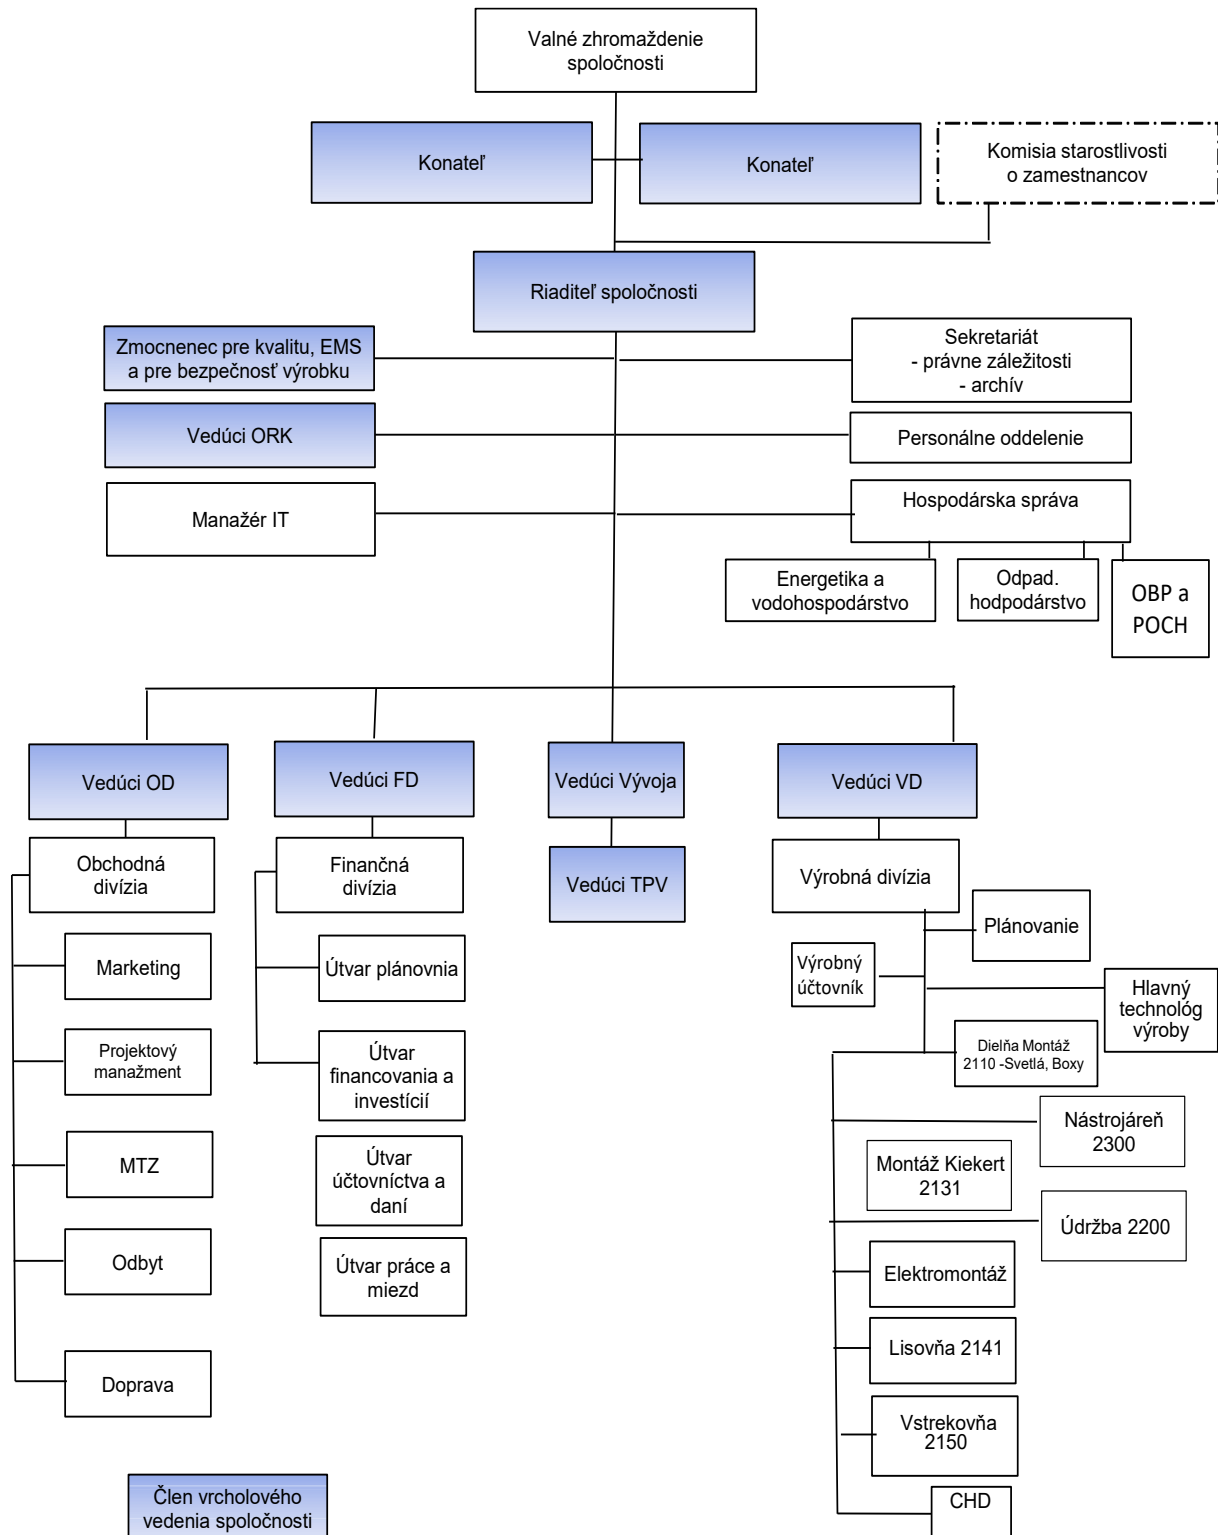 Valné zhromaždenie
spoločnosti
Konateľ
Konateľ
Komisia starostlivosti
o zamestnancov
Riaditeľ spoločnosti
Zmocnenec pre kvalitu, EMS
a pre bezpečnosť výrobku
Sekretariát
- právne záležitosti
- archív
Vedúci ORK
Personálne oddelenie
Manažér IT
Hospodárska správa
Energetika a
vodohospodárstvo
Odpad.
hodpodárstvo
OBP a
POCH
Vedúci OD
Vedúci FD
Vedúci Vývoja
Vedúci VD
Obchodná
divízia
Finančná
divízia
Vedúci TPV
Výrobná divízia
Plánovanie
Marketing
Útvar plánovnia
Výrobný
účtovník
Hlavný
technológ
výroby
Projektový
manažment
Útvar
financovania a
investícií
Dielňa Montáž
2110 -Svetlá, Boxy
Nástrojáreň
2300
MTZ
Útvar
účtovníctva a
daní
Montáž Kiekert
2131
Údržba 2200
Odbyt
Útvar práce a
miezd
Elektromontáž
Lisovňa 2141
Doprava
Vstrekovňa
2150
Člen vrcholového
vedenia spoločnosti
CHD